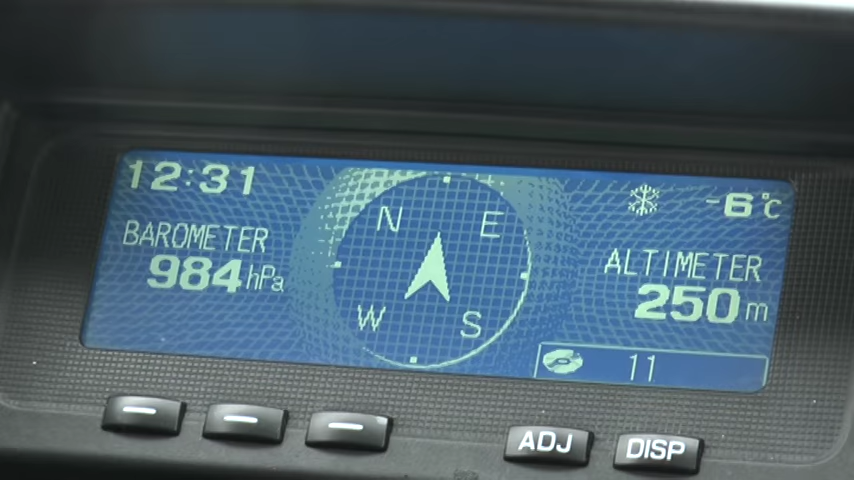 12:31
BAROMETER
984 hPa
N
E
W
S
-6°C
ALTIMETER
250 m
11
ADJ
DISP